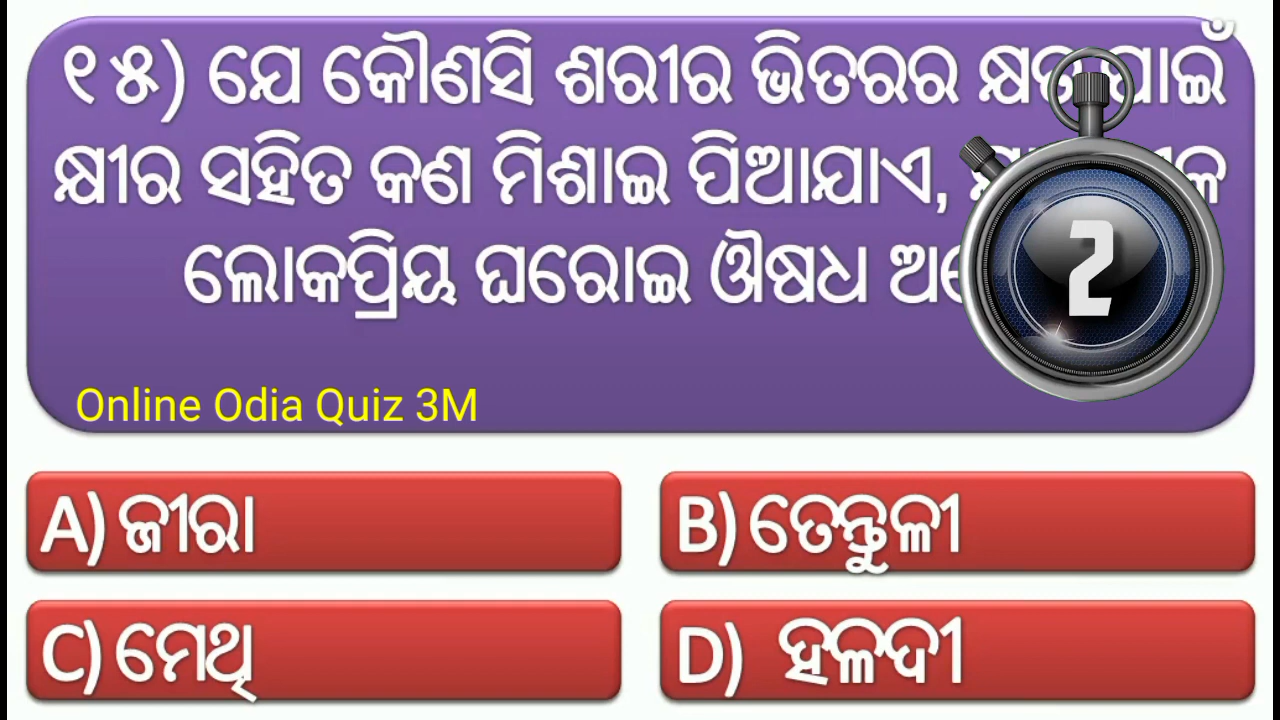 ୧୫) ଯେ କୌଣସି ଶରୀର ଭିତରର
କ୍ଷୀର ସହିତ କଣ ମିଶାଇ ପିଆଯାଏ,
ଲୋକପ୍ରିୟ ଘରୋଇ ଔଷଧ
2
Online Odia Quiz 3M
A) ଜୀରା
B) ତେନ୍ତୁଳୀ
C) ମେଥି
D) ହଳଦୀ